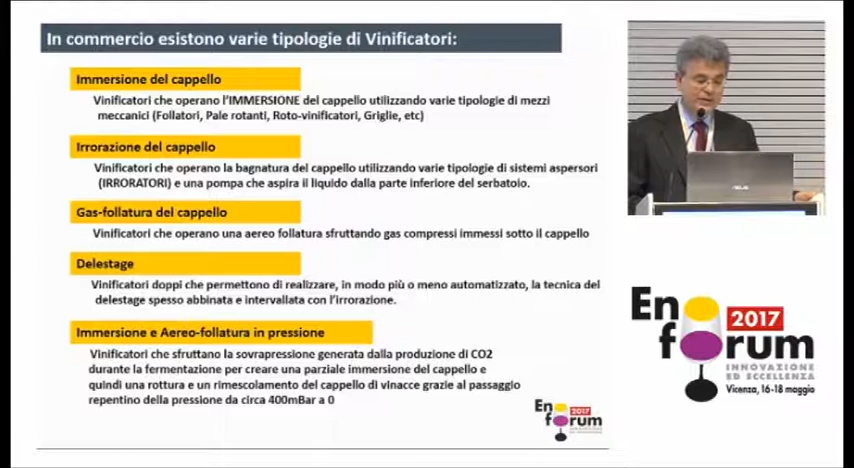 In commercio esistono varie tipologie di Vinificatori:
Immersione del cappello
Vinificatori che operano l'IMMERSIONE del cappello utilizzando varie tipologie di mezzi
meccanici (Follatori, Pale rotanti, Roto-vinificatori, Griglie, etc)
Irrorazione del cappello
Vinificatori che operano la bagnatura del cappello utilizzando varie tipologie di sistemi aspersori
(IRRORATORI) e una pompa che aspira il liquido dalla parte inferiore del serbatoio.
Gas-follatura del cappello
Vinificatori che operano una aereo follatura sfruttando gas compressi immessi sotto il cappello
Delestage
Vinificatori doppi che permettono di realizzare, in modo più o meno automatizzato, la tecnica del
delestage spesso abbinata e intervallata con l'irrorazione.
Immersione e Aereo-follatura in pressione
Vinificatori che sfruttano la sovrapressione generata dalla produzione di CO2
durante la fermentazione per creare una parziale immersione del cappello e
quindi una rottura e un rimescolamento del cappello di vinacce grazie al passaggio
repentino della pressione da circa 400mBar a 0
En
2017
forum
ASUS
En
2017
forum
INNOVAZIONE
ED ECCELLENZA
Vicenza, 16-18 maggio